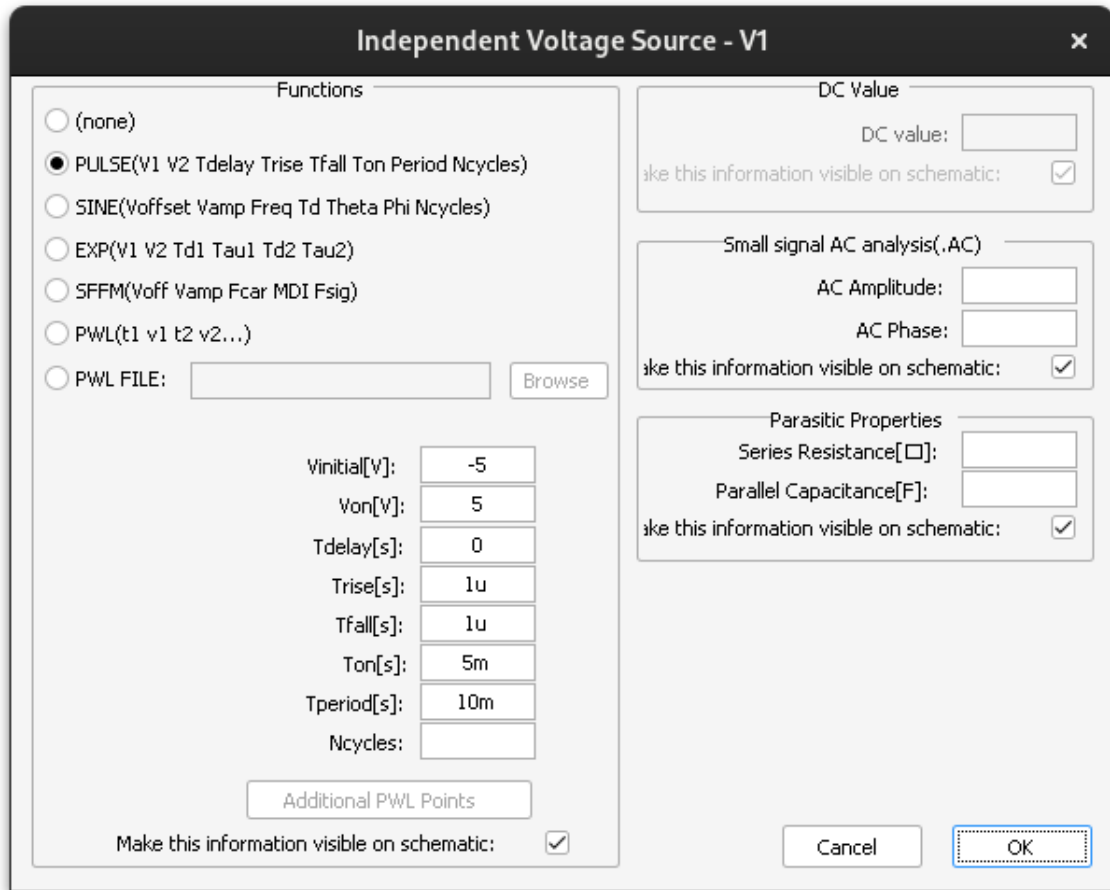 Independent Voltage Source - V1
×
Functions
(none)
PULSE(V1 V2 Tdelay Trise Tfall Ton Period Ncycles)
SINE(Voffset Vamp Freq Td Theta Phi Ncycles)
EXP(V1 V2 Td1 Tau1 Td2 Tau2)
SFFM(Voff Vamp Fcar MDI Fsig)
PWL(t1 v1 t2 v2...)
PWL FILE: Browse
Vinitial[V]: -5
Von[V]: 5
Tdelay[s]: 0
Trise[s]: 1u
Tfall[s]: 1u
Ton[s]: 5m
Tperiod[s]: 10m
Ncycles:
Additional PWL Points
Make this information visible on schematic:
DC Value
DC value:
ake this information visible on schematic:
Small signal AC analysis(.AC)
AC Amplitude:
AC Phase:
ake this information visible on schematic:
Parasitic Properties
Series Resistance[□]:
Parallel Capacitance[F]:
ake this information visible on schematic:
Cancel OK